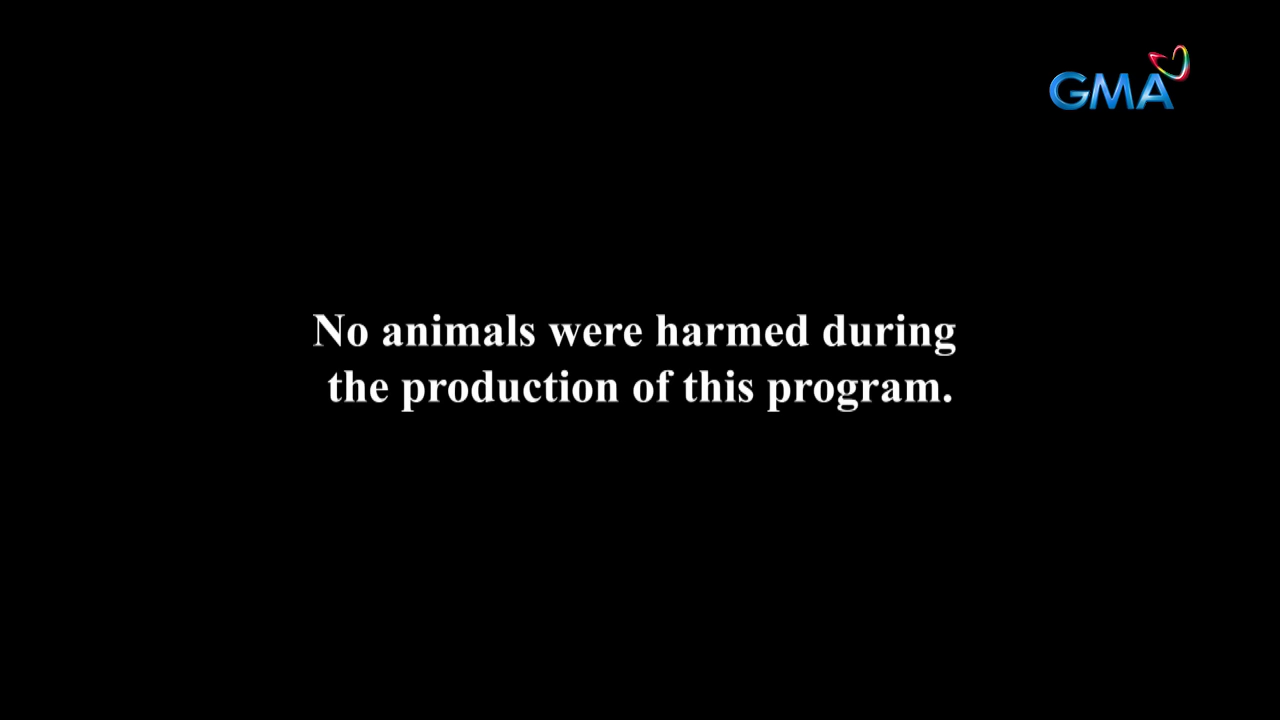 GMA
No animals were harmed during
the production of this program.